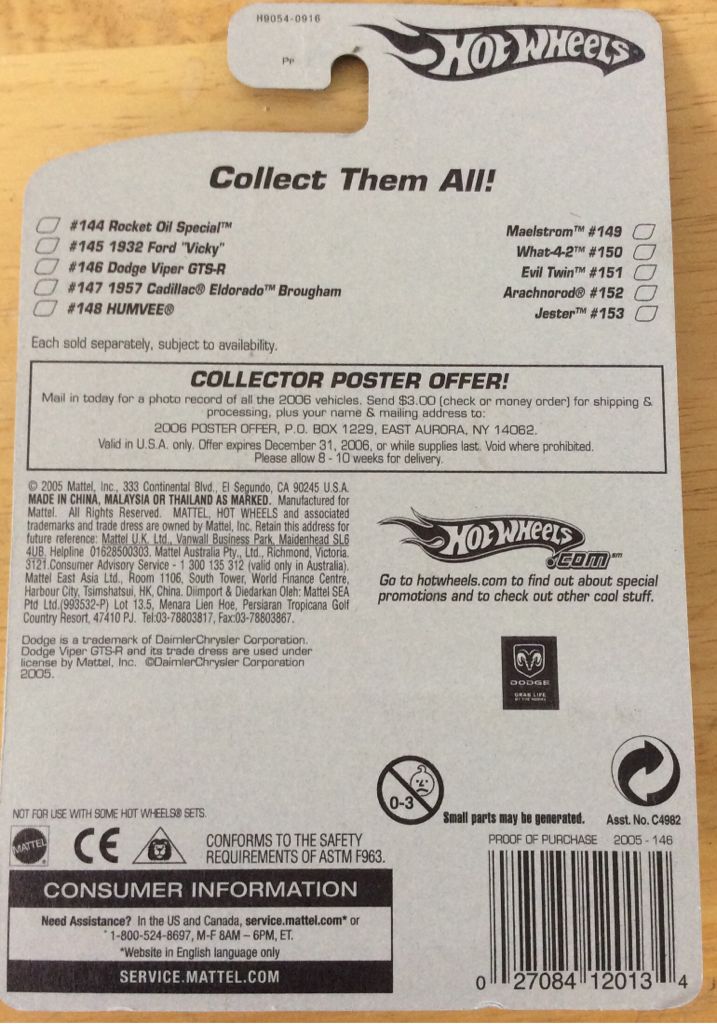 H9054-0916
Pr
HOT WHEELS
Collect Them All!
#144 Rocket Oil Special™
#145 1932 Ford "Vicky"
#146 Dodge Viper GTS-R
#147 1957 Cadillac® Eldorado™ Brougham
#148 HUMVEE®
Maelstrom™ #149
What-4-2™ #150
Evil Twin™ #151
Arachnorod® #152
Jester™ #153
Each sold separately, subject to availability.
COLLECTOR POSTER OFFER!
Mail in today for a photo record of all the 2006 vehicles. Send $3.00 (check or money order) for shipping &
processing, plus your name & mailing address to:
2006 POSTER OFFER, P.O. BOX 1229, EAST AURORA, NY 14052.
Valid in U.S.A. only. Offer expires December 31, 2006, or while supplies last. Void where prohibited.
Please allow 8 - 10 weeks for delivery.
© 2005 Mattel, Inc., 333 Continental Blvd., El Segundo, CA 90245 U.S.A.
MADE IN CHINA, MALAYSIA OR THAILAND AS MARKED. Manufactured for
Mattel. All Rights Reserved. MATTEL, HOT WHEELS and associated
trademarks and trade dress are owned by Mattel, Inc. Retain this address for
future reference: Mattel U.K. Ltd., Vanwall Business Park, Maidenhead SL6
4UB. Helpline 01628500303. Mattel Australia Pty., Ltd., Richmond, Victoria.
3121.Consumer Advisory Service - 1 300 135 312 (valid only in Australia).
Mattel East Asia Ltd., Room 1106, South Tower, World Finance Centre,
Harbour City, Tsimshatsui, HK, China. Diimport & Diedarkan Oleh: Mattel SEA
Ptd Ltd.(993532-P) Lot 13.5, Menara Lien Hoe, Persiaran Tropicana Golf
Country Resort, 47410 PJ. Tel:03-78803817, Fax:03-78803867.
Dodge is a trademark of DaimlerChrysler Corporation.
Dodge Viper GTS-R and its trade dress are used under
license by Mattel, Inc. ©DaimlerChrysler Corporation
2005.
HOT WHEELS
.COM℠
Go to hotwheels.com to find out about special
promotions and to check out other cool stuff.
DODGE
GRAB LIFE
BY THE HORNS
0-3
Small parts may be generated.
Asst. No. C4982
NOT FOR USE WITH SOME HOT WHEELS® SETS.
MATTEL
CE
CONFORMS TO THE SAFETY
REQUIREMENTS OF ASTM F963.
PROOF OF PURCHASE 2005 - 146
CONSUMER INFORMATION
Need Assistance? In the US and Canada, service.mattel.com* or
1-800-524-8697, M-F 8AM – 6PM, ET.
*Website in English language only
SERVICE.MATTEL.COM
0 27084 12013 4